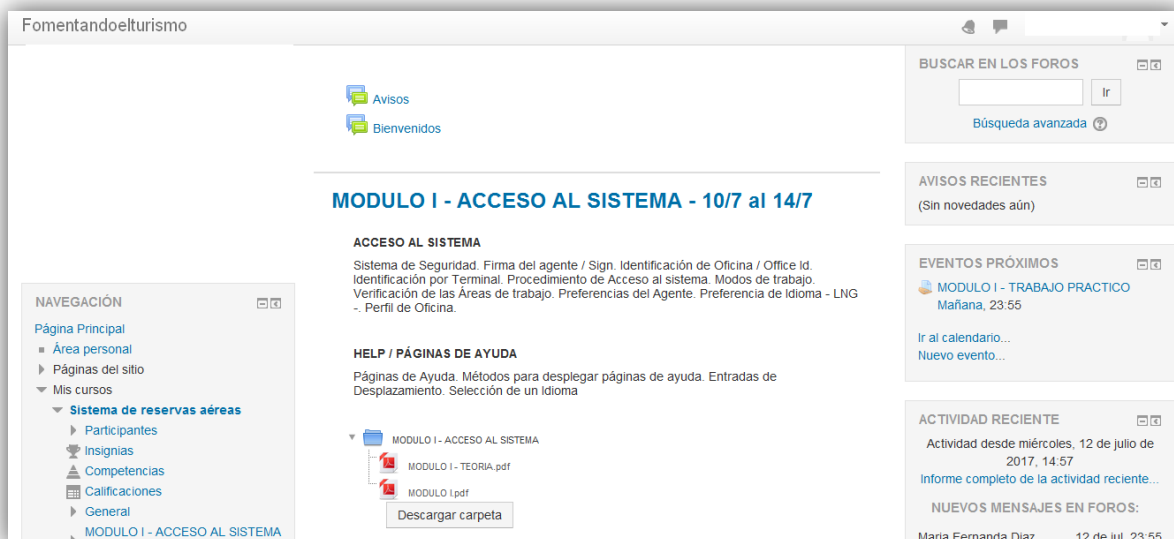 Fomentandoelturismo
Avisos
Bienvenidos
MODULO I - ACCESO AL SISTEMA - 10/7 al 14/7
ACCESO AL SISTEMA
Sistema de Seguridad. Firma del agente / Sign. Identificación de Oficina / Office Id.
Identificación por Terminal. Procedimiento de Acceso al sistema. Modos de trabajo.
Verificación de las Áreas de trabajo. Preferencias del Agente. Preferencia de Idioma - LNG
-. Perfil de Oficina.
HELP / PÁGINAS DE AYUDA
Páginas de Ayuda. Métodos para desplegar páginas de ayuda. Entradas de
Desplazamiento. Selección de un Idioma
MODULO I - ACCESO AL SISTEMA
MODULO I - TEORIA.pdf
MODULO I.pdf
Descargar carpeta
NAVEGACIÓN
Página Principal
Área personal
Páginas del sitio
Mis cursos
Sistema de reservas aéreas
Participantes
Insignias
Competencias
Calificaciones
General
MODULO I - ACCESO AL SISTEMA
BUSCAR EN LOS FOROS
Ir
Búsqueda avanzada
AVISOS RECIENTES
(Sin novedades aún)
EVENTOS PRÓXIMOS
MODULO I - TRABAJO PRACTICO
Mañana, 23:55
Ir al calendario...
Nuevo evento...
ACTIVIDAD RECIENTE
Actividad desde miércoles, 12 de julio de
2017, 14:57
Informe completo de la actividad reciente...
NUEVOS MENSAJES EN FOROS:
Maria Fernanda Diaz 12 de jul, 23:55